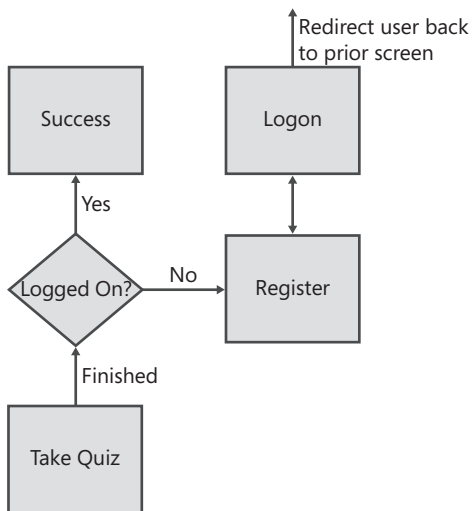 Redirect user back
to prior screen
Success
Logon
Yes
Logged On?
No
Register
Finished
Take Quiz